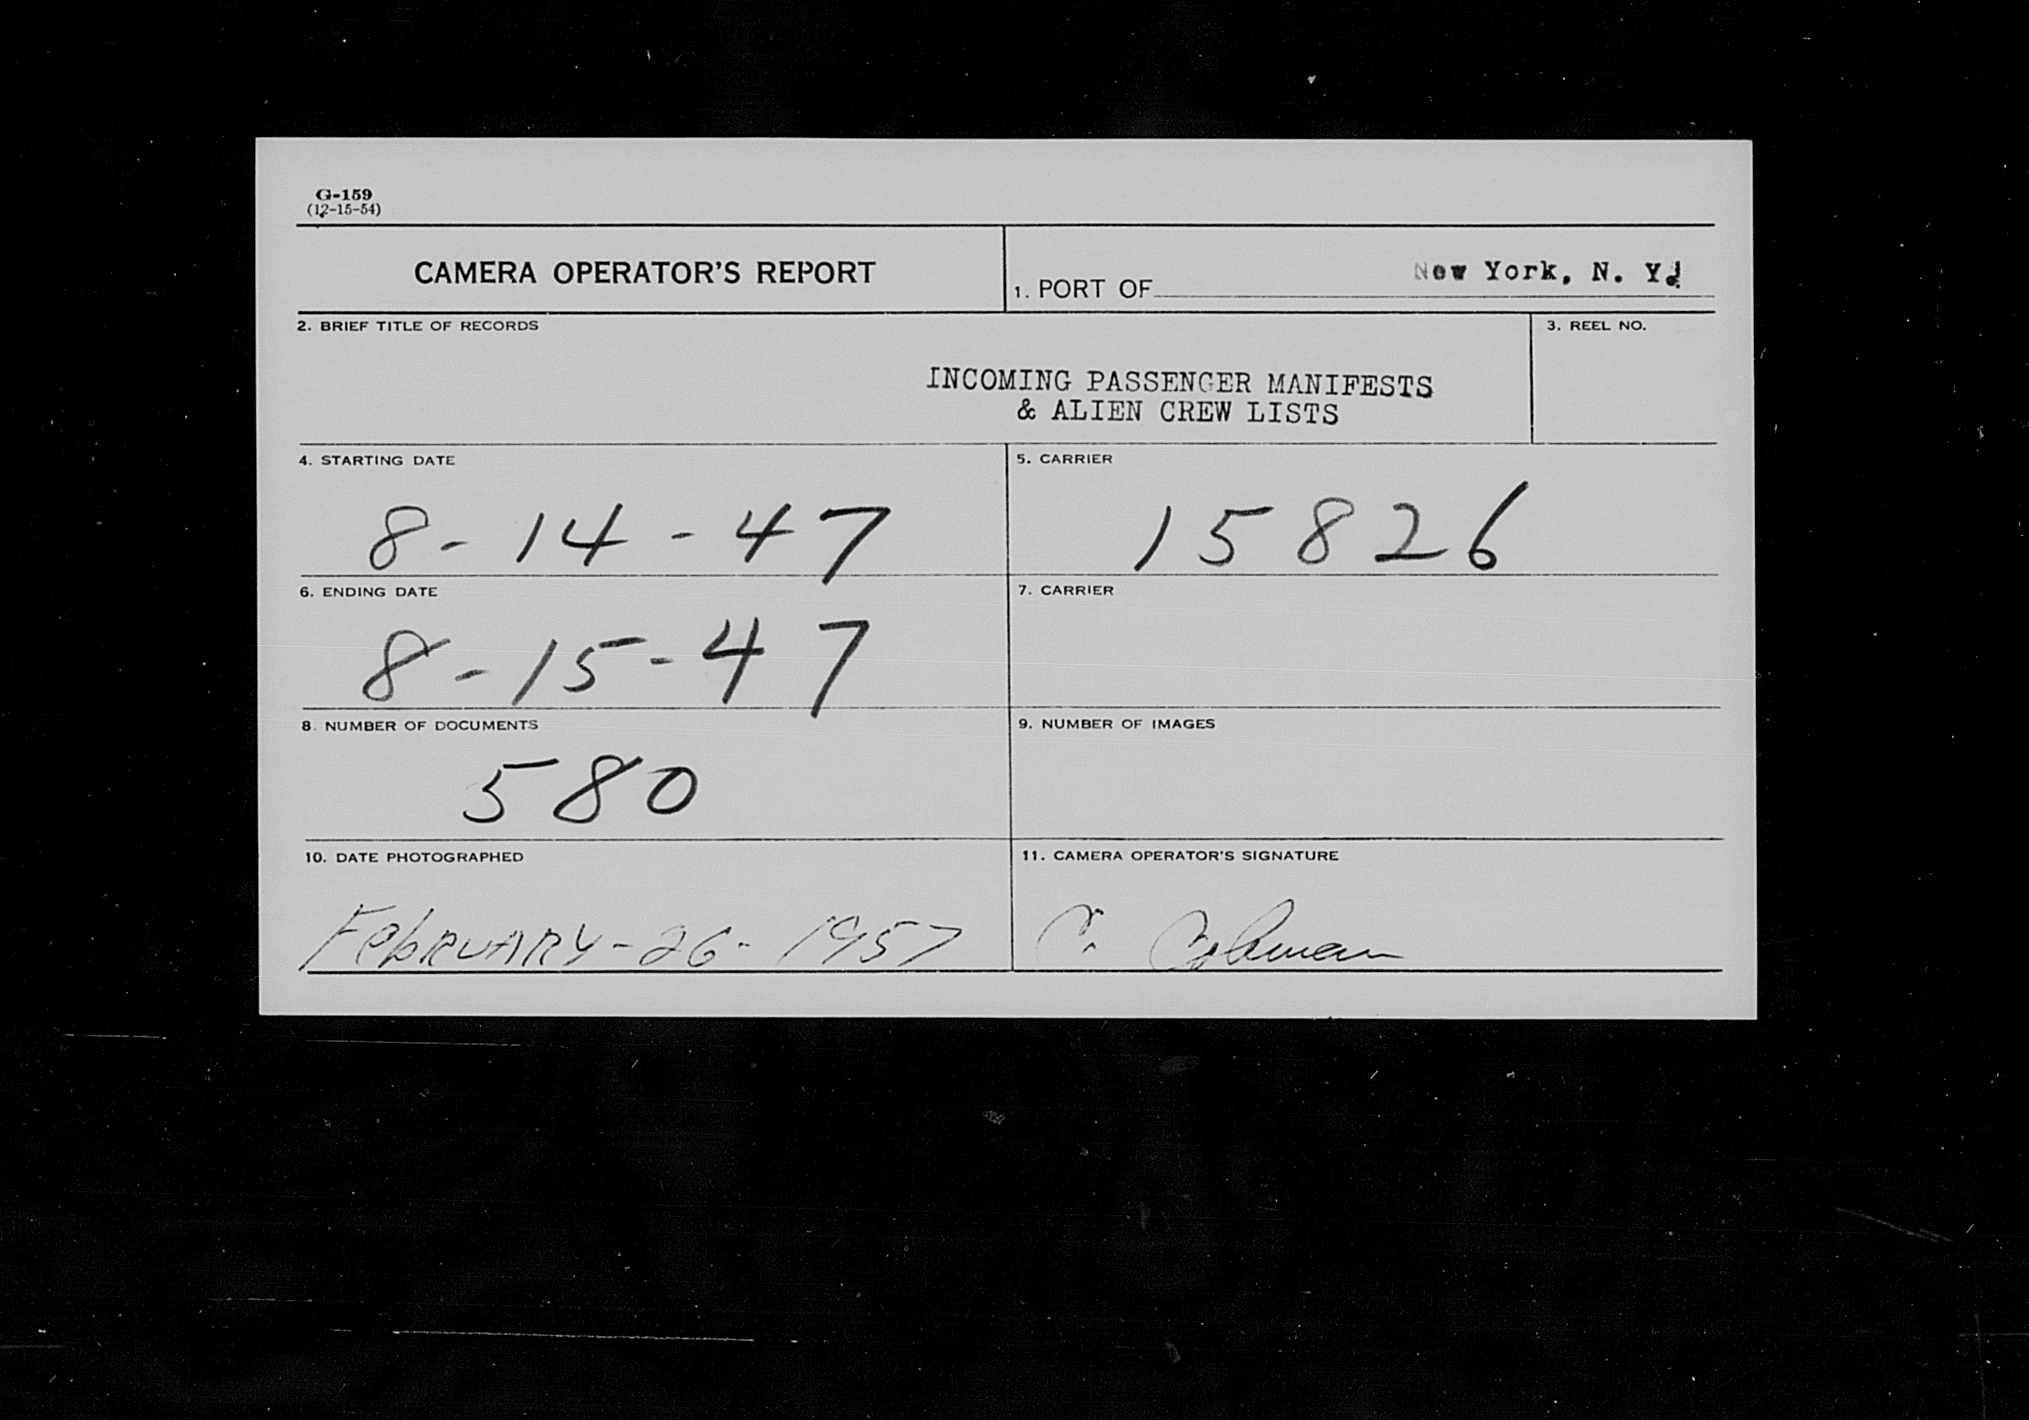 G-159
(12-15-54)
CAMERA OPERATOR'S REPORT
1. PORT OF New York, N. Y.
2. BRIEF TITLE OF RECORDS
3. REEL NO.
INCOMING PASSENGER MANIFESTS
& ALIEN CREW LISTS
4. STARTING DATE
5. CARRIER
8-14-47
15826
6. ENDING DATE
7. CARRIER
8-15-47
8. NUMBER OF DOCUMENTS
9. NUMBER OF IMAGES
580
10. DATE PHOTOGRAPHED
11. CAMERA OPERATOR'S SIGNATURE
February-26-1957
C.